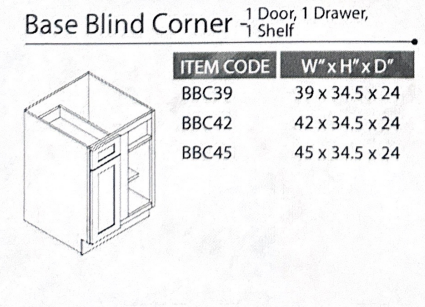 Base Blind Corner - 1 Door, 1 Drawer,
1 Shelf
ITEM CODE W"x H"x D"
BBC39 39 x 34.5 x 24
BBC42 42 x 34.5 x 24
BBC45 45 x 34.5 x 24